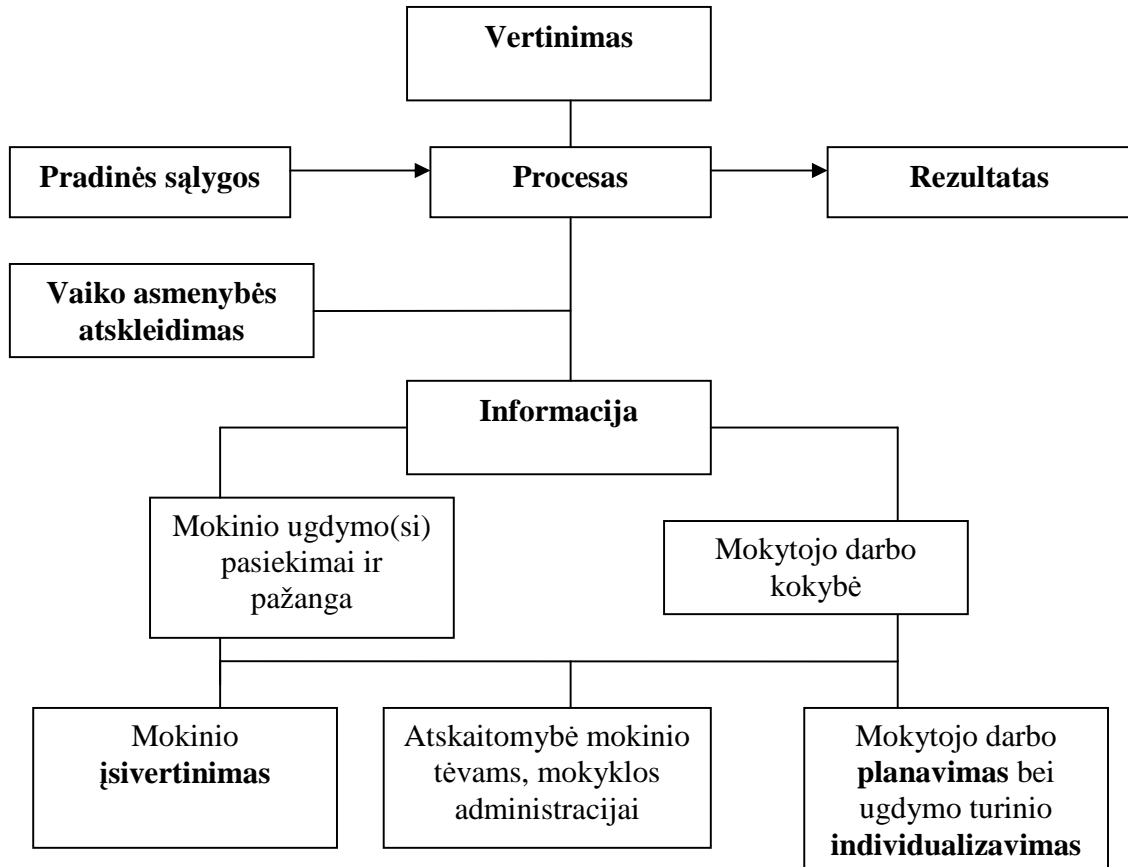 Vertinimas
Pradinės sąlygos
Procesas
Rezultatas
Vaiko asmenybės
atskleidimas
Informacija
Mokinio ugdymo(si)
pasiekimai ir
pažanga
Mokytojo darbo
kokybė
Mokinio
įsivertinimas
Atskaitomybė mokinio
tėvams, mokyklos
administracijai
Mokytojo darbo
planavimas bei
ugdymo turinio
individualizavimas